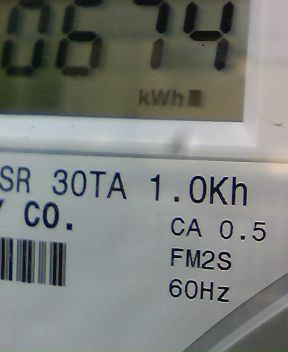 0674
kWh
SR 30TA 1.0Kh
Y CO.
CA 0.5
FM2S
60Hz